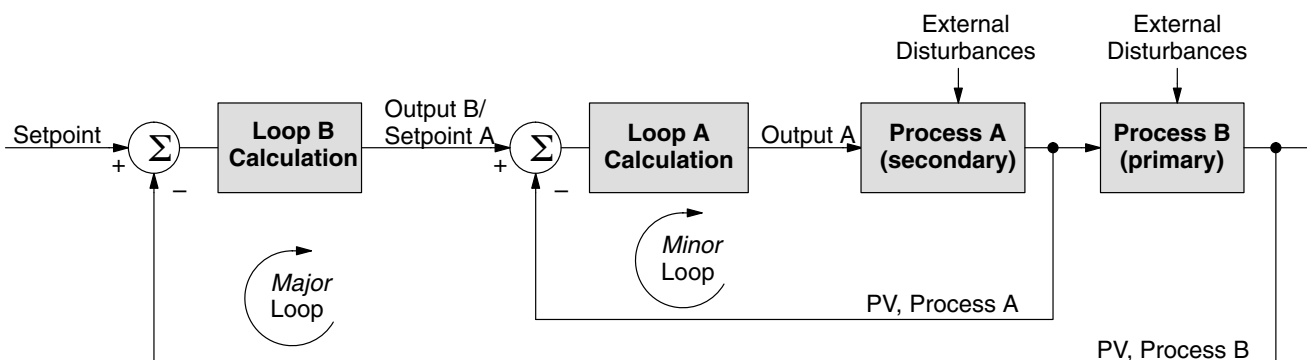 External
Disturbances
External
Disturbances
Setpoint
+
Σ
−
Loop B
Calculation
Output B/
Setpoint A
+
Σ
−
Loop A
Calculation
Output A
Process A
(secondary)
Process B
(primary)
Major
Loop
Minor
Loop
PV, Process A
PV, Process B